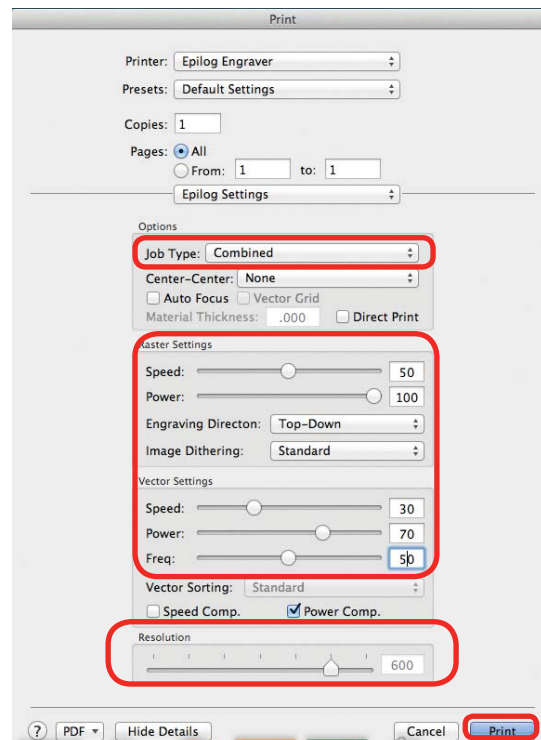 Print
Printer: Epilog Engraver
Presets: Default Settings
Copies: 1
Pages: All
From: 1 to: 1
Epilog Settings
Options
Job Type: Combined
Center-Center: None
Auto Focus Vector Grid
Material Thickness: .000 Direct Print
Raster Settings
Speed: 50
Power: 100
Engraving Directon: Top-Down
Image Dithering: Standard
Vector Settings
Speed: 30
Power: 70
Freq: 50
Vector Sorting: Standard
Speed Comp. Power Comp.
Resolution
600
? PDF Hide Details Cancel Print